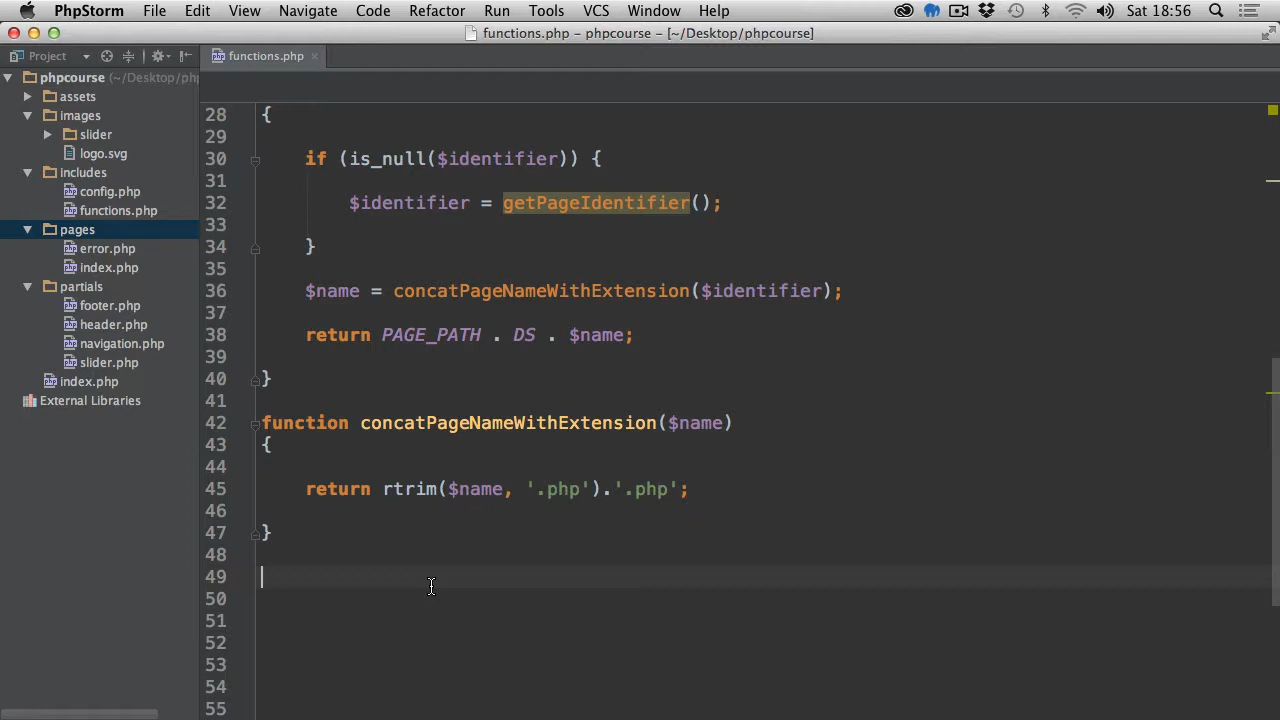 PhpStorm File Edit View Navigate Code Refactor Run Tools VCS Window Help Sat 18:56
functions.php – phpcourse – [~/Desktop/phpcourse]
Project
functions.php
phpcourse (~/Desktop/php
assets
images
slider
logo.svg
includes
config.php
functions.php
pages
error.php
index.php
partials
footer.php
header.php
navigation.php
slider.php
index.php
External Libraries
28 {
29
30 if (is_null($identifier)) {
31
32 $identifier = getPageIdentifier();
33
34 }
35
36 $name = concatPageNameWithExtension($identifier);
37
38 return PAGE_PATH . DS . $name;
39
40 }
41
42 function concatPageNameWithExtension($name)
43 {
44
45 return rtrim($name, '.php').'.php';
46
47 }
48
49
50
51
52
53
54
55